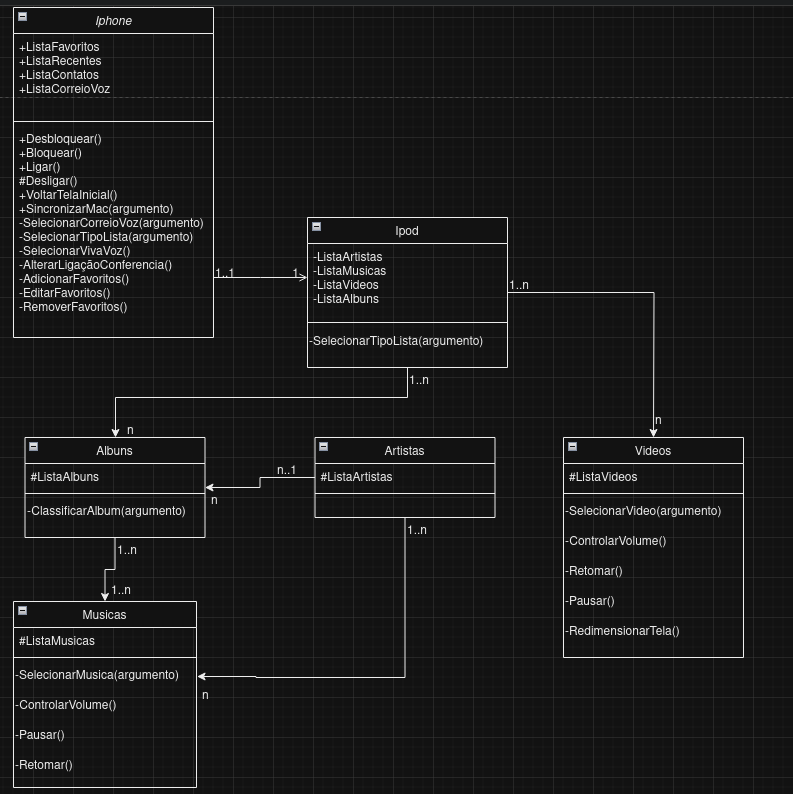 Iphone
+ListaFavoritos
+ListaRecentes
+ListaContatos
+ListaCorreioVoz
+Desbloquear()
+Bloquear()
+Ligar()
#Desligar()
+VoltarTelaInicial()
+SincronizarMac(argumento)
-SelecionarCorreioVoz(argumento)
-SelecionarTipoLista(argumento)
-SelecionarVivaVoz()
-AlterarLigaçãoConferencia()
-AdicionarFavoritos()
-EditarFavoritos()
-RemoverFavoritos()
1..1
1
Ipod
-ListaArtistas
-ListaMusicas
-ListaVideos
-ListaAlbuns
-SelecionarTipoLista(argumento)
1..n
n
1..n
n
Albuns
#ListaAlbuns
-ClassificarAlbum(argumento)
n..1
n
Artistas
#ListaArtistas
1..n
n
Videos
#ListaVideos
-SelecionarVideo(argumento)
-ControlarVolume()
-Retomar()
-Pausar()
-RedimensionarTela()
1..n
1..n
Musicas
#ListaMusicas
-SelecionarMusica(argumento)
-ControlarVolume()
-Pausar()
-Retomar()